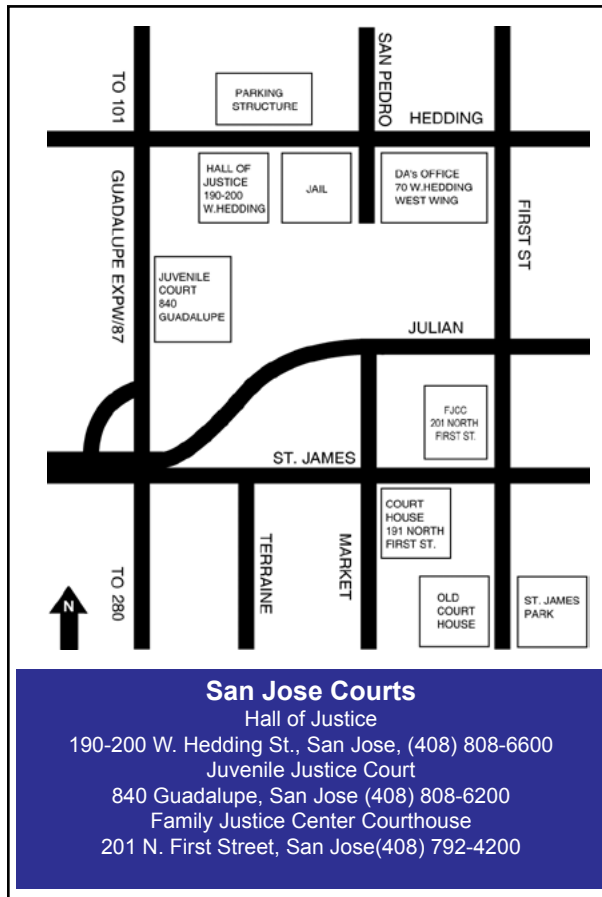 TO 101
SAN PEDRO
PARKING
STRUCTURE
HEDDING
HALL OF
JUSTICE
190-200
W.HEDDING
JAIL
DA's OFFICE
70 W.HEDDING
WEST WING
GUADALUPE EXPW/87
FIRST ST
JUVENILE
COURT
840
GUADALUPE
JULIAN
FJCC
201 NORTH
FIRST ST.
ST. JAMES
COURT
HOUSE
191 NORTH
FIRST ST.
TERRAINE
MARKET
TO 280
N
OLD
COURT
HOUSE
ST. JAMES
PARK
San Jose Courts
Hall of Justice
190-200 W. Hedding St., San Jose, (408) 808-6600
Juvenile Justice Court
840 Guadalupe, San Jose (408) 808-6200
Family Justice Center Courthouse
201 N. First Street, San Jose(408) 792-4200